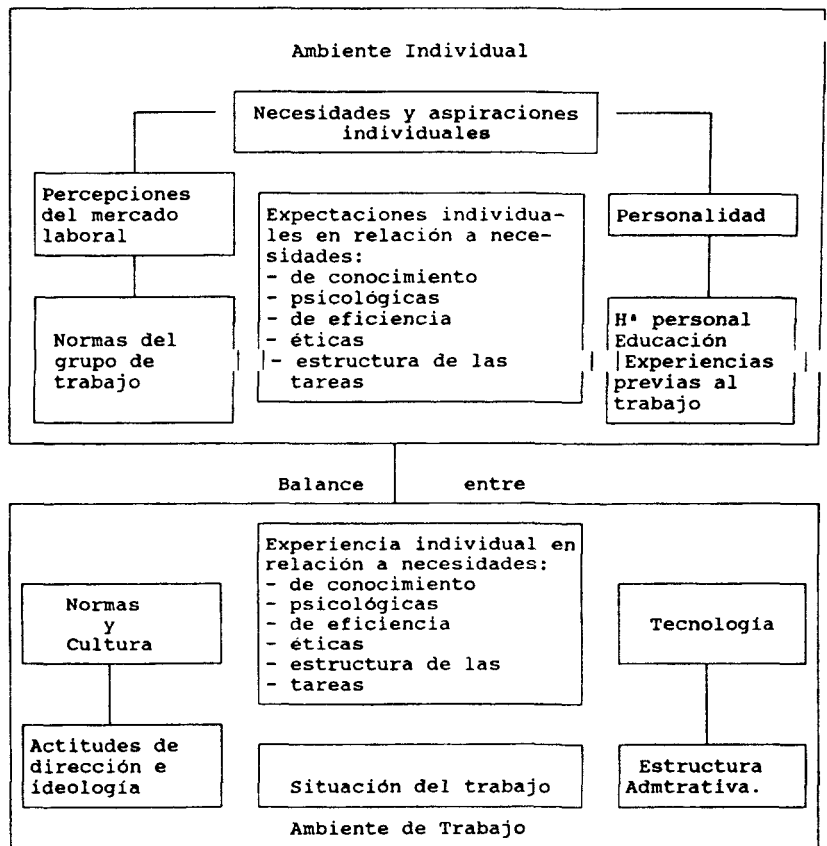 Ambiente Individual
Necesidades y aspiraciones
individuales
Percepciones
del mercado
laboral
Expectaciones individua-
les en relación a nece-
sidades:
- de conocimiento
- psicológicas
- de eficiencia
- éticas
- estructura de las
tareas
Personalidad
Normas del
grupo de
trabajo
Hª personal
Educación
Experiencias
previas al
trabajo
Balance entre
Experiencia individual en
relación a necesidades:
- de conocimiento
- psicológicas
- de eficiencia
- éticas
- estructura de las
- tareas
Normas
y
Cultura
Tecnología
Actitudes de
dirección e
ideología
Situación del trabajo
Estructura
Admtrativa.
Ambiente de Trabajo